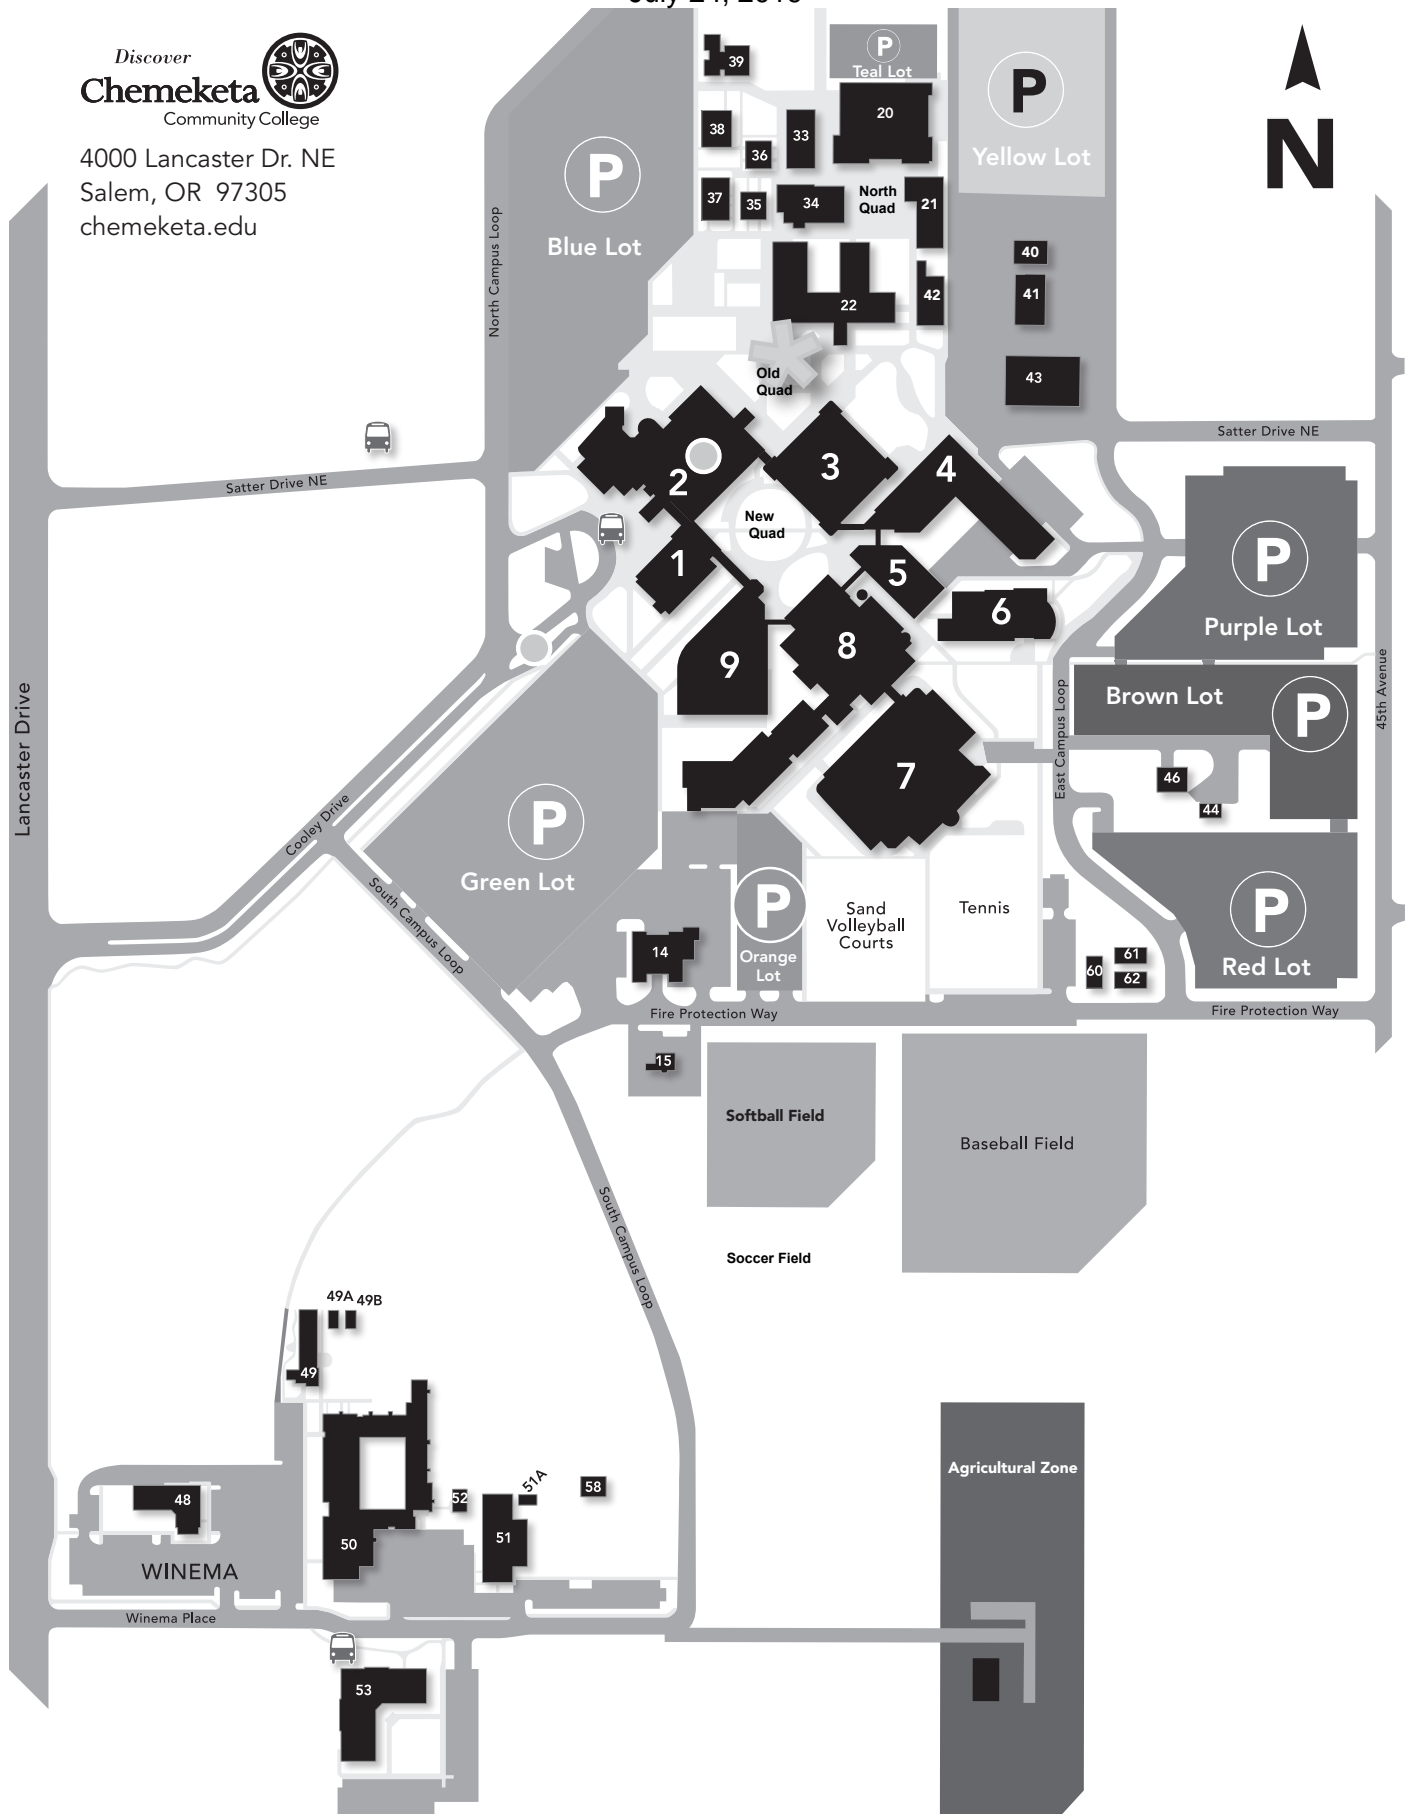 Discover
Chemeketa
Community College
4000 Lancaster Dr. NE
Salem, OR 97305
chemeketa.edu
N
P
Teal Lot
P
Yellow Lot
P
Blue Lot
39
38
36
33
20
37
35
34
North
Quad
21
22
42
40
41
43
Old
Quad
North Campus Loop
Satter Drive NE
Satter Drive NE
2
3
4
New
Quad
1
5
6
8
9
7
P
Purple Lot
Brown Lot
P
45th Avenue
East Campus Loop
46
44
Lancaster Drive
Cooley Drive
P
Green Lot
South Campus Loop
14
P
Orange
Lot
Sand
Volleyball
Courts
Tennis
P
Red Lot
60
61
62
Fire Protection Way
Fire Protection Way
15
Softball Field
Baseball Field
Soccer Field
South Campus Loop
49A
49B
49
48
WINEMA
50
52
51A
51
58
Winema Place
53
Agricultural Zone